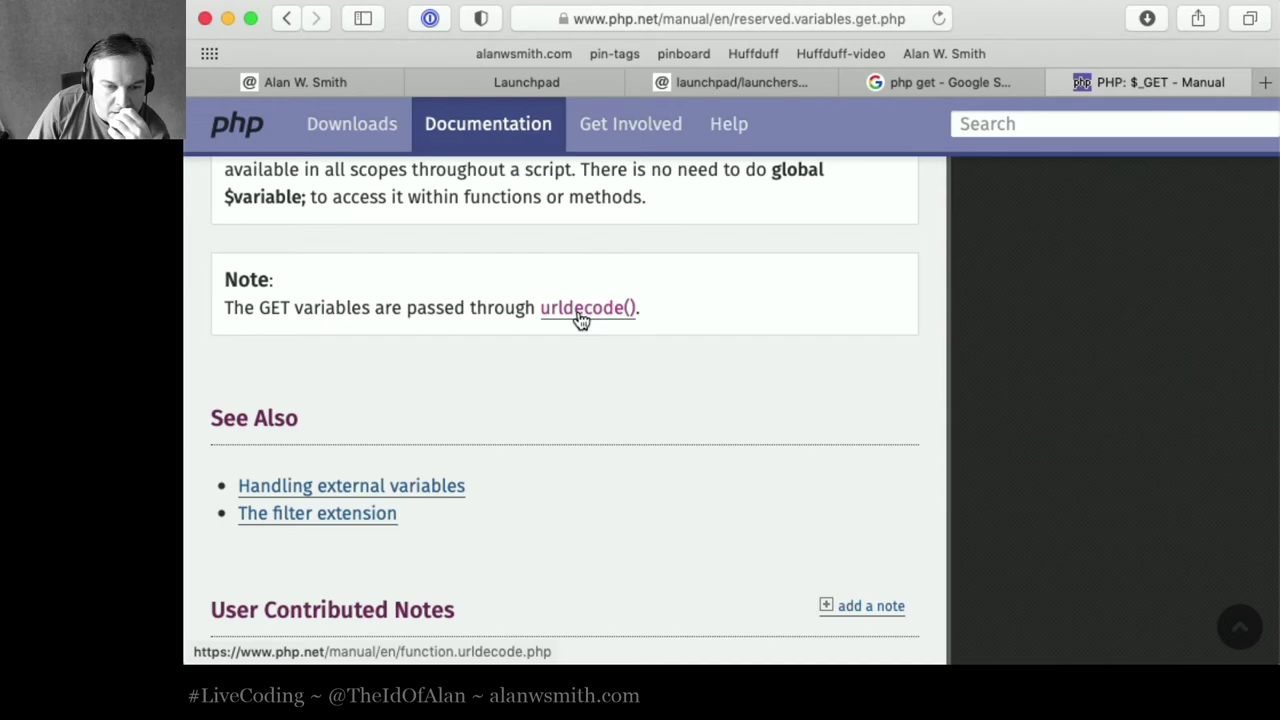 www.php.net/manual/en/reserved.variables.get.php
alanwsmith.com pin-tags pinboard Huffduff Huffduff-video Alan W. Smith
@ Alan W. Smith Launchpad @ launchpad/launchers... G php get - Google S... php PHP: $_GET - Manual
php Downloads Documentation Get Involved Help Search
available in all scopes throughout a script. There is no need to do global
$variable; to access it within functions or methods.
Note:
The GET variables are passed through urldecode().
See Also
• Handling external variables
• The filter extension
User Contributed Notes add a note
https://www.php.net/manual/en/function.urldecode.php
#LiveCoding ~ @TheIdOfAlan ~ alanwsmith.com